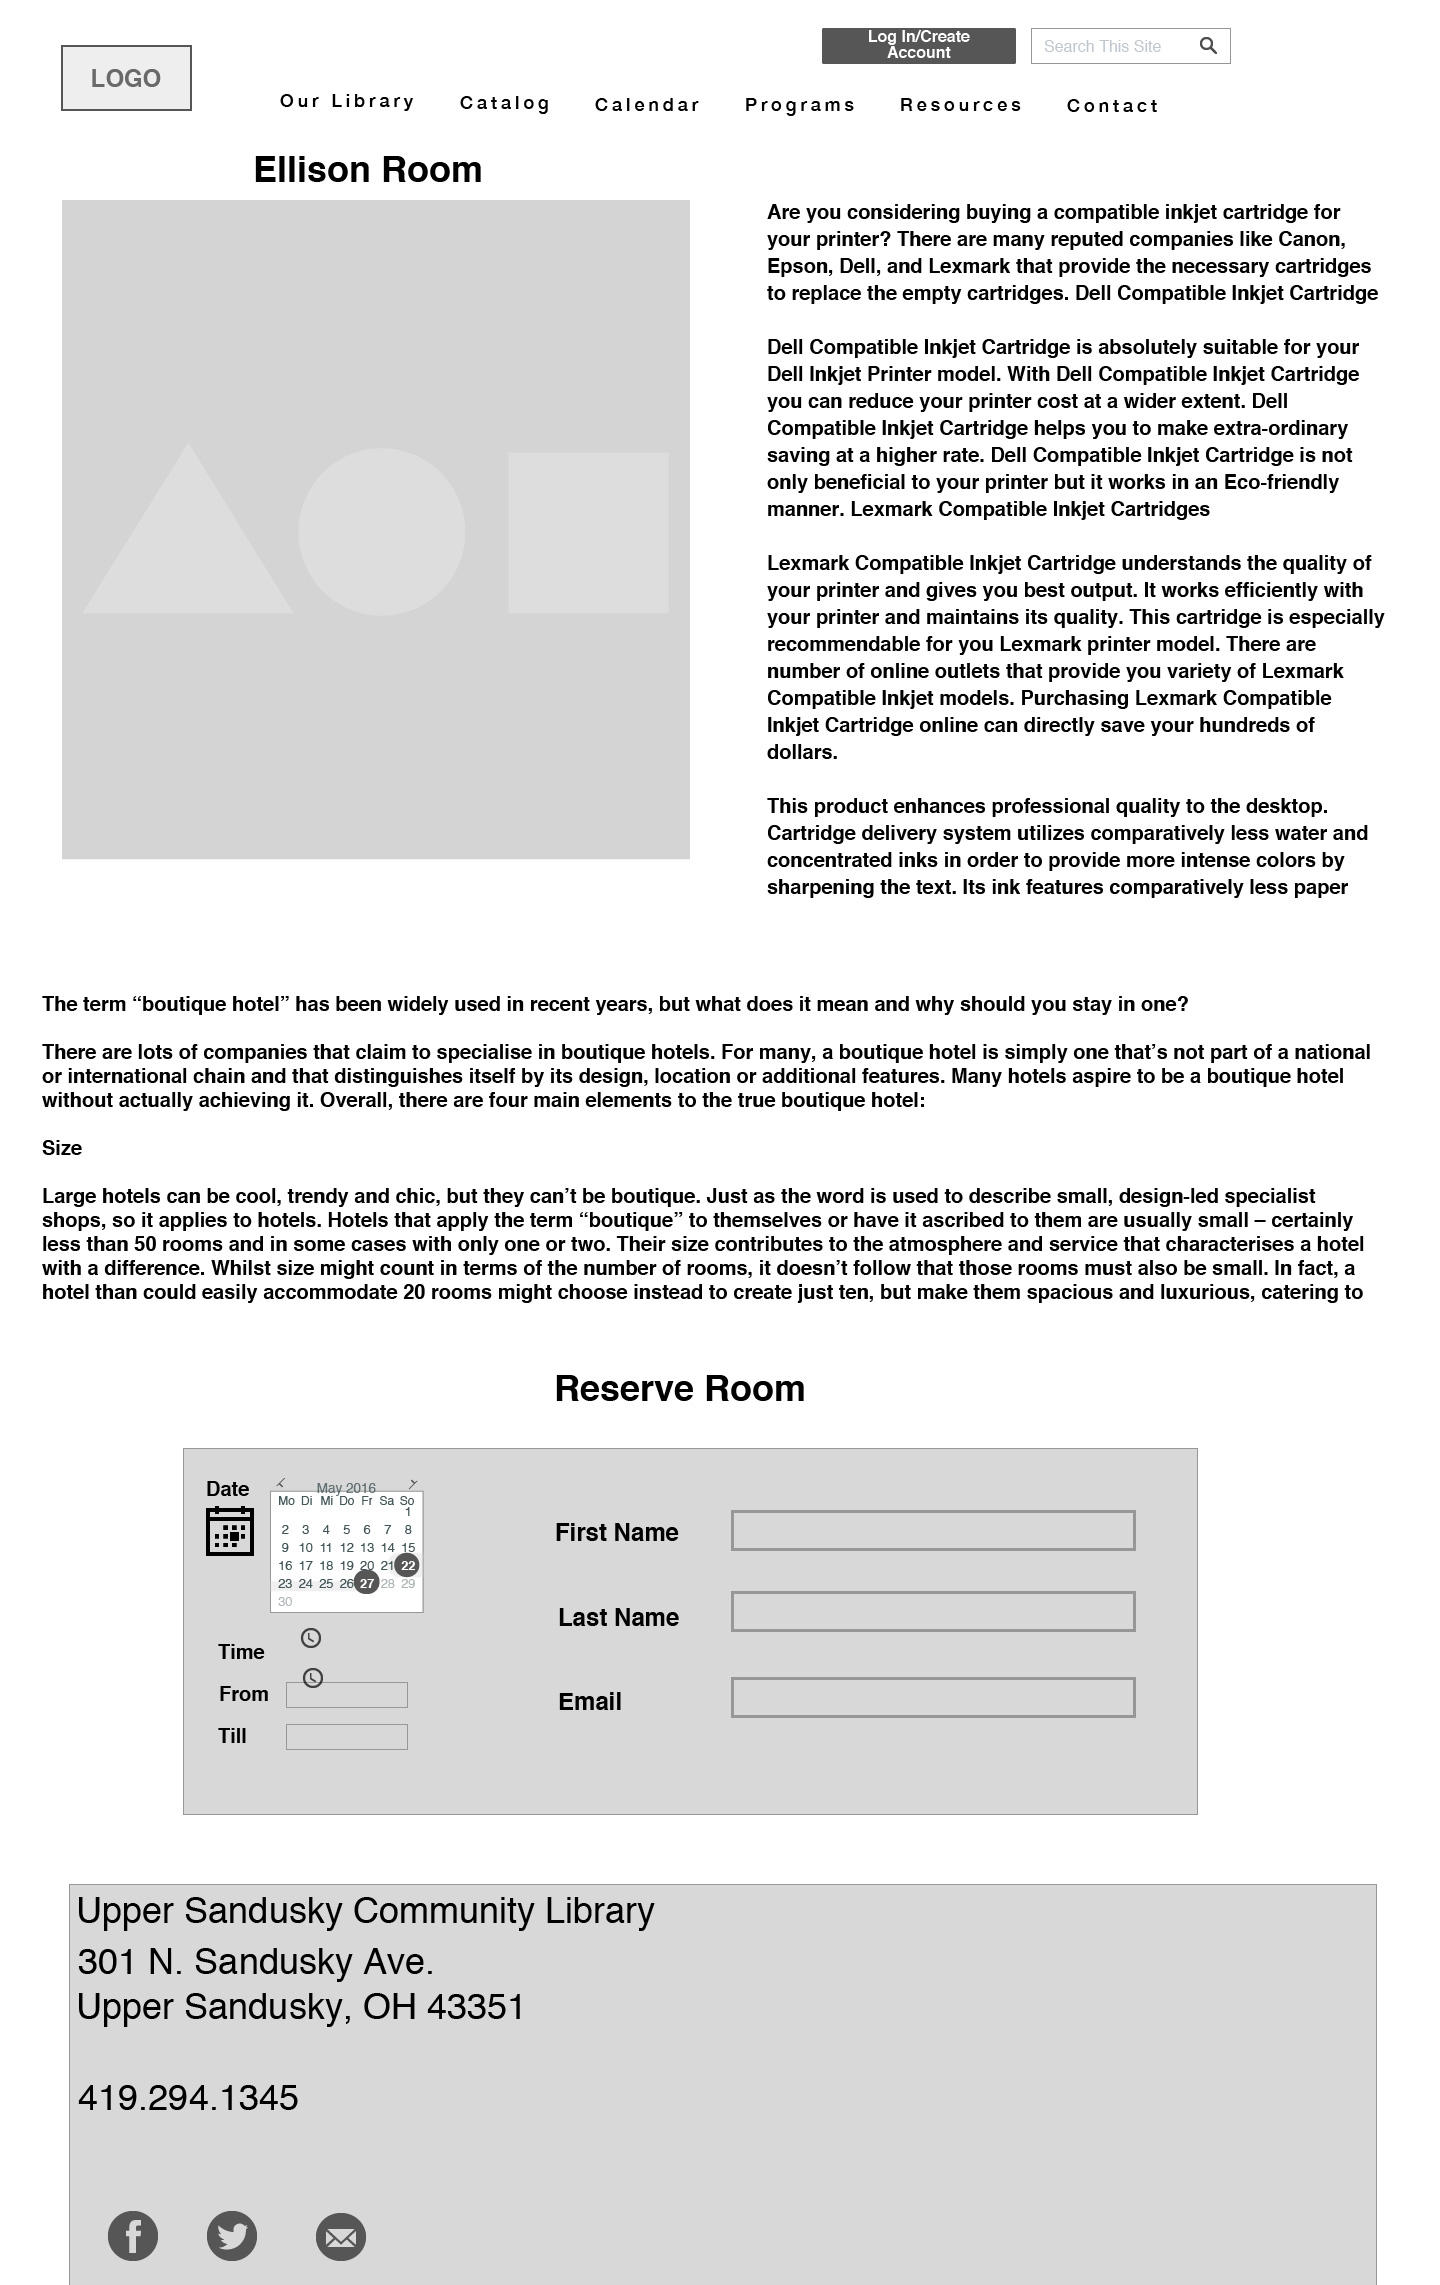 Log In/Create
Account
Search This Site
LOGO
Our Library
Catalog
Calendar
Programs
Resources
Contact
Ellison Room
Are you considering buying a compatible inkjet cartridge for
your printer? There are many reputed companies like Canon,
Epson, Dell, and Lexmark that provide the necessary cartridges
to replace the empty cartridges. Dell Compatible Inkjet Cartridge
Dell Compatible Inkjet Cartridge is absolutely suitable for your
Dell Inkjet Printer model. With Dell Compatible Inkjet Cartridge
you can reduce your printer cost at a wider extent. Dell
Compatible Inkjet Cartridge helps you to make extra-ordinary
saving at a higher rate. Dell Compatible Inkjet Cartridge is not
only beneficial to your printer but it works in an Eco-friendly
manner. Lexmark Compatible Inkjet Cartridges
Lexmark Compatible Inkjet Cartridge understands the quality of
your printer and gives you best output. It works efficiently with
your printer and maintains its quality. This cartridge is especially
recommendable for you Lexmark printer model. There are
number of online outlets that provide you variety of Lexmark
Compatible Inkjet models. Purchasing Lexmark Compatible
Inkjet Cartridge online can directly save your hundreds of
dollars.
This product enhances professional quality to the desktop.
Cartridge delivery system utilizes comparatively less water and
concentrated inks in order to provide more intense colors by
sharpening the text. Its ink features comparatively less paper
The term “boutique hotel” has been widely used in recent years, but what does it mean and why should you stay in one?
There are lots of companies that claim to specialise in boutique hotels. For many, a boutique hotel is simply one that’s not part of a national
or international chain and that distinguishes itself by its design, location or additional features. Many hotels aspire to be a boutique hotel
without actually achieving it. Overall, there are four main elements to the true boutique hotel:
Size
Large hotels can be cool, trendy and chic, but they can’t be boutique. Just as the word is used to describe small, design-led specialist
shops, so it applies to hotels. Hotels that apply the term “boutique” to themselves or have it ascribed to them are usually small – certainly
less than 50 rooms and in some cases with only one or two. Their size contributes to the atmosphere and service that characterises a hotel
with a difference. Whilst size might count in terms of the number of rooms, it doesn’t follow that those rooms must also be small. In fact, a
hotel than could easily accommodate 20 rooms might choose instead to create just ten, but make them spacious and luxurious, catering to
Reserve Room
Date
May 2016
Mo Di Mi Do Fr Sa So
1
2 3 4 5 6 7 8
9 10 11 12 13 14 15
16 17 18 19 20 21 22
23 24 25 26 27 28 29
30
Time
From
Till
First Name
Last Name
Email
Upper Sandusky Community Library
301 N. Sandusky Ave.
Upper Sandusky, OH 43351
419.294.1345